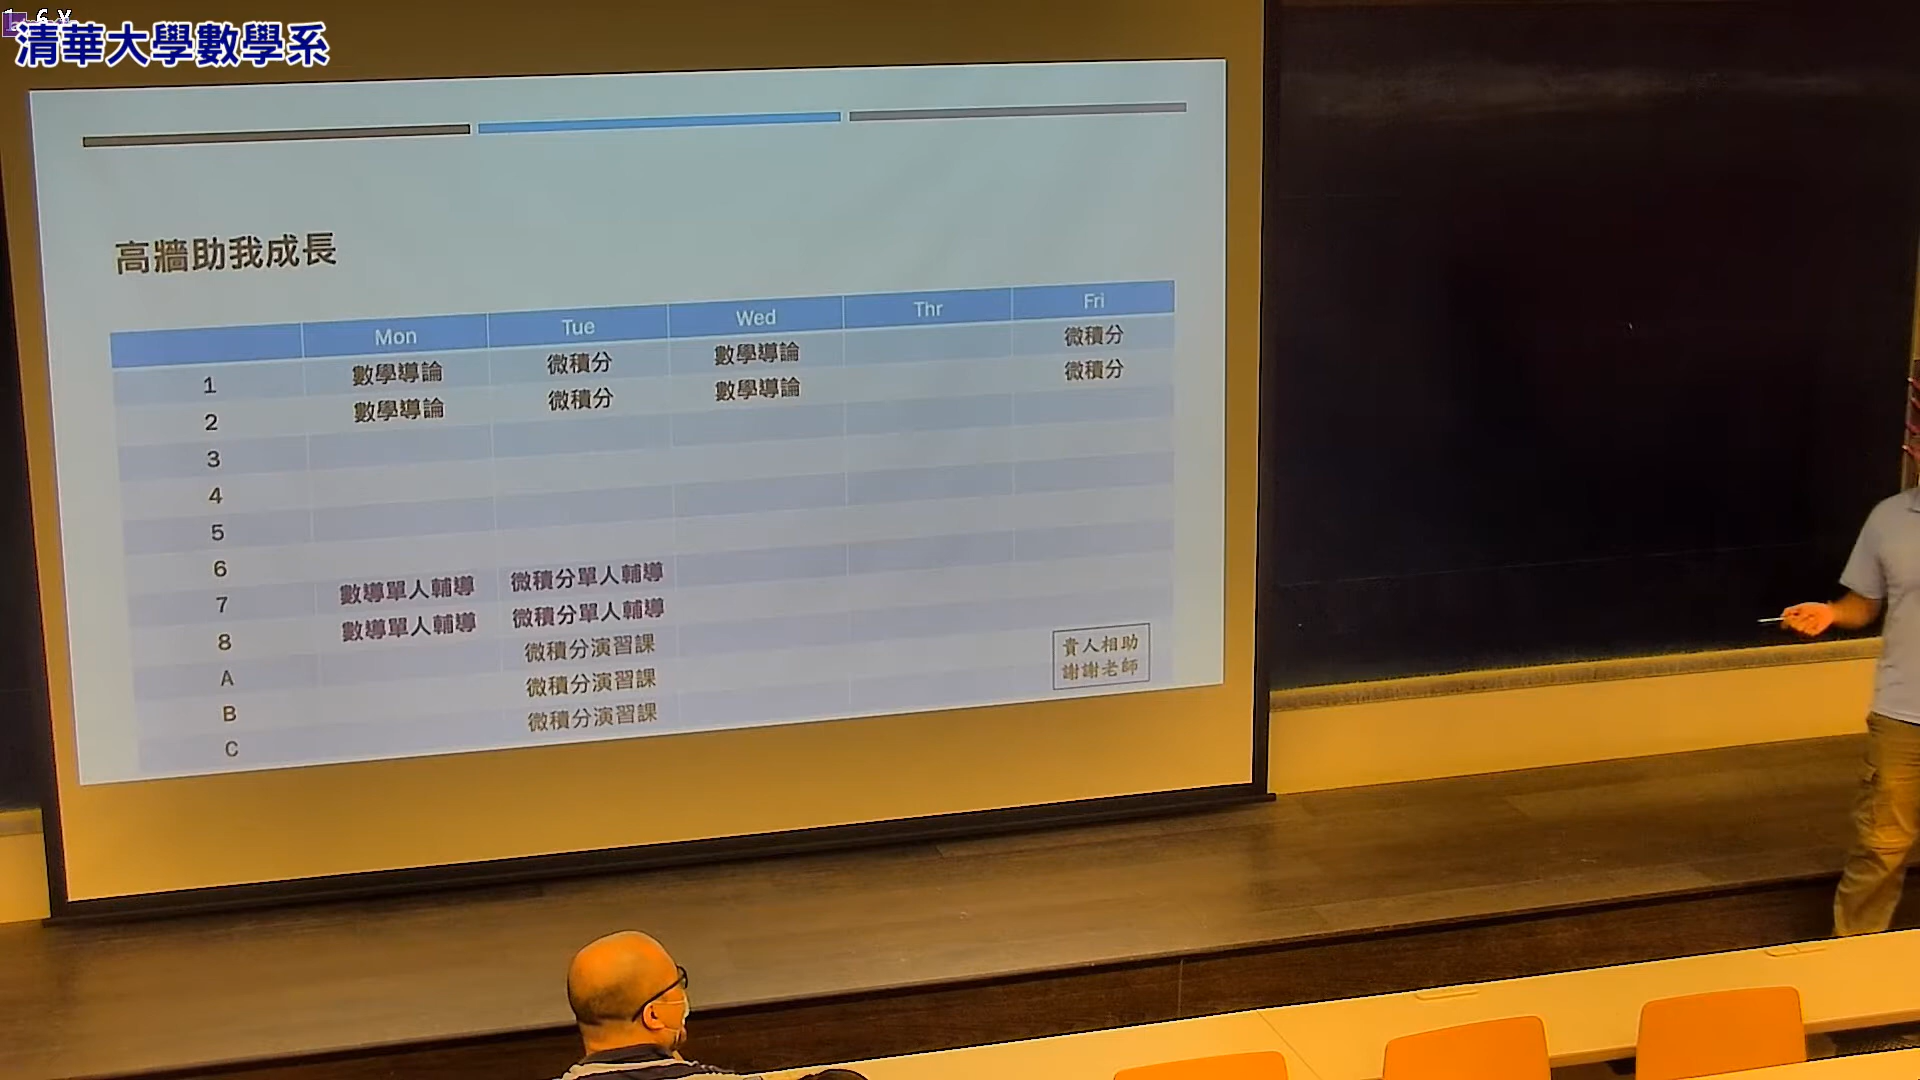 清華大學數學系
高牆助我成長
Mon Tue Wed Thr Fri
1 數學導論 微積分 數學導論 微積分
2 數學導論 微積分 數學導論 微積分
3
4
5
6
7 數導單人輔導 微積分單人輔導
8 數導單人輔導 微積分單人輔導
A 微積分演習課
B 微積分演習課
C 微積分演習課
貴人相助
謝謝老師